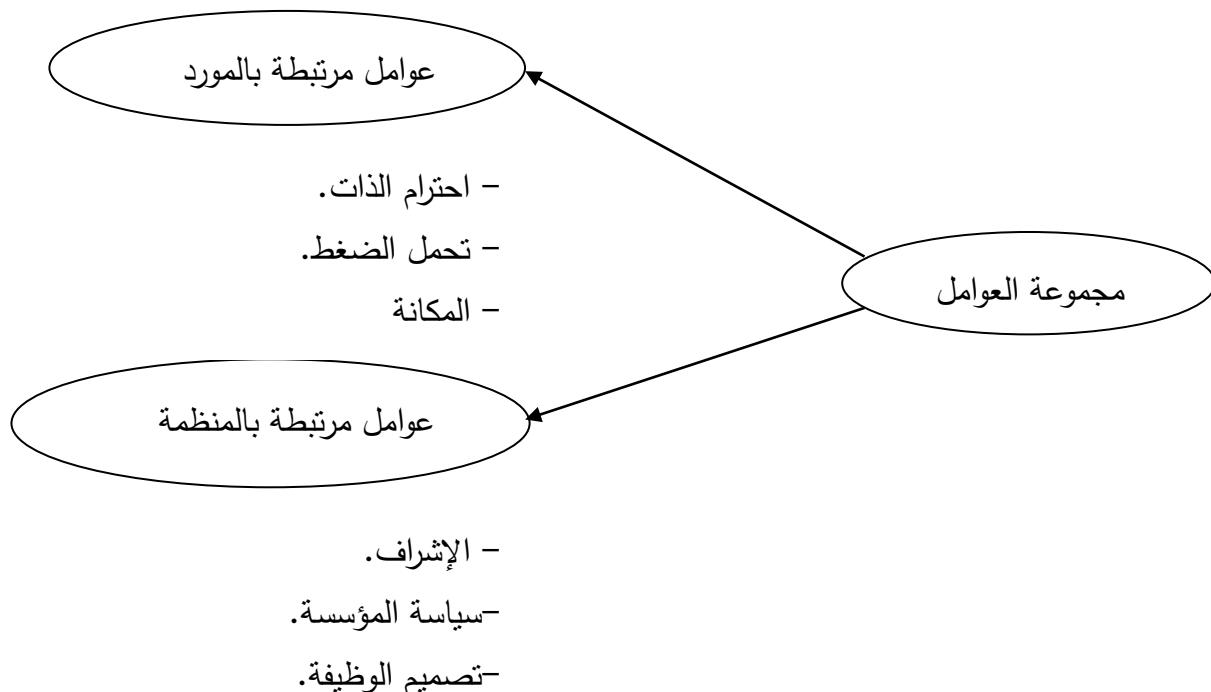 عوامل مرتبطة بالمورد
- احترام الذات.
- تحمل الضغط.
- المكانة
مجموعة العوامل
عوامل مرتبطة بالمنظمة
- الإشراف.
-سياسة المؤسسة.
-تصميم الوظيفة.